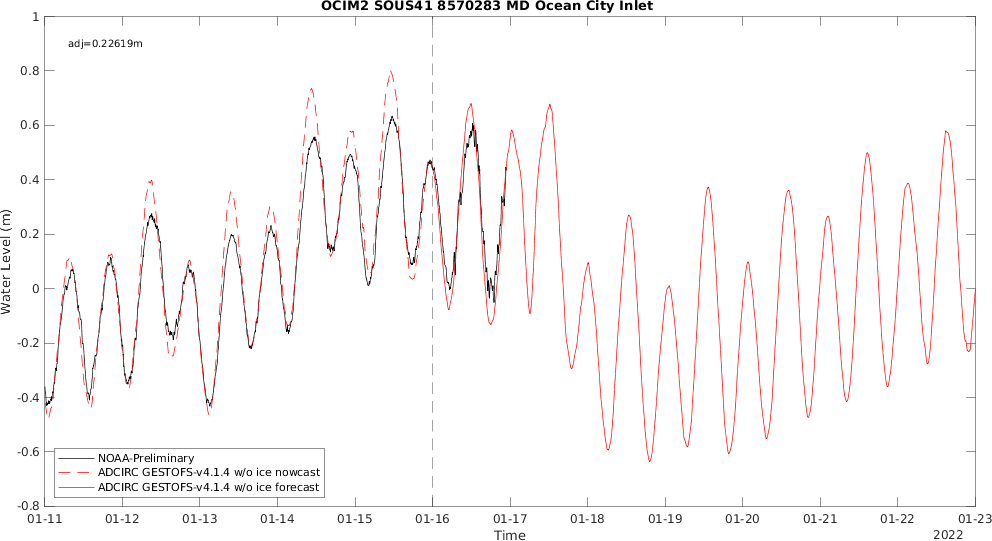 OCIM2 SOUS41 8570283 MD Ocean City Inlet
adj=0.22619m
1
0.8
0.6
0.4
0.2
0
-0.2
-0.4
-0.6
-0.8
Water Level (m)
NOAA-Preliminary
ADCIRC GESTOFS-v4.1.4 w/o ice nowcast
ADCIRC GESTOFS-v4.1.4 w/o ice forecast
01-11 01-12 01-13 01-14 01-15 01-16 01-17 01-18 01-19 01-20 01-21 01-22 01-23
Time
2022